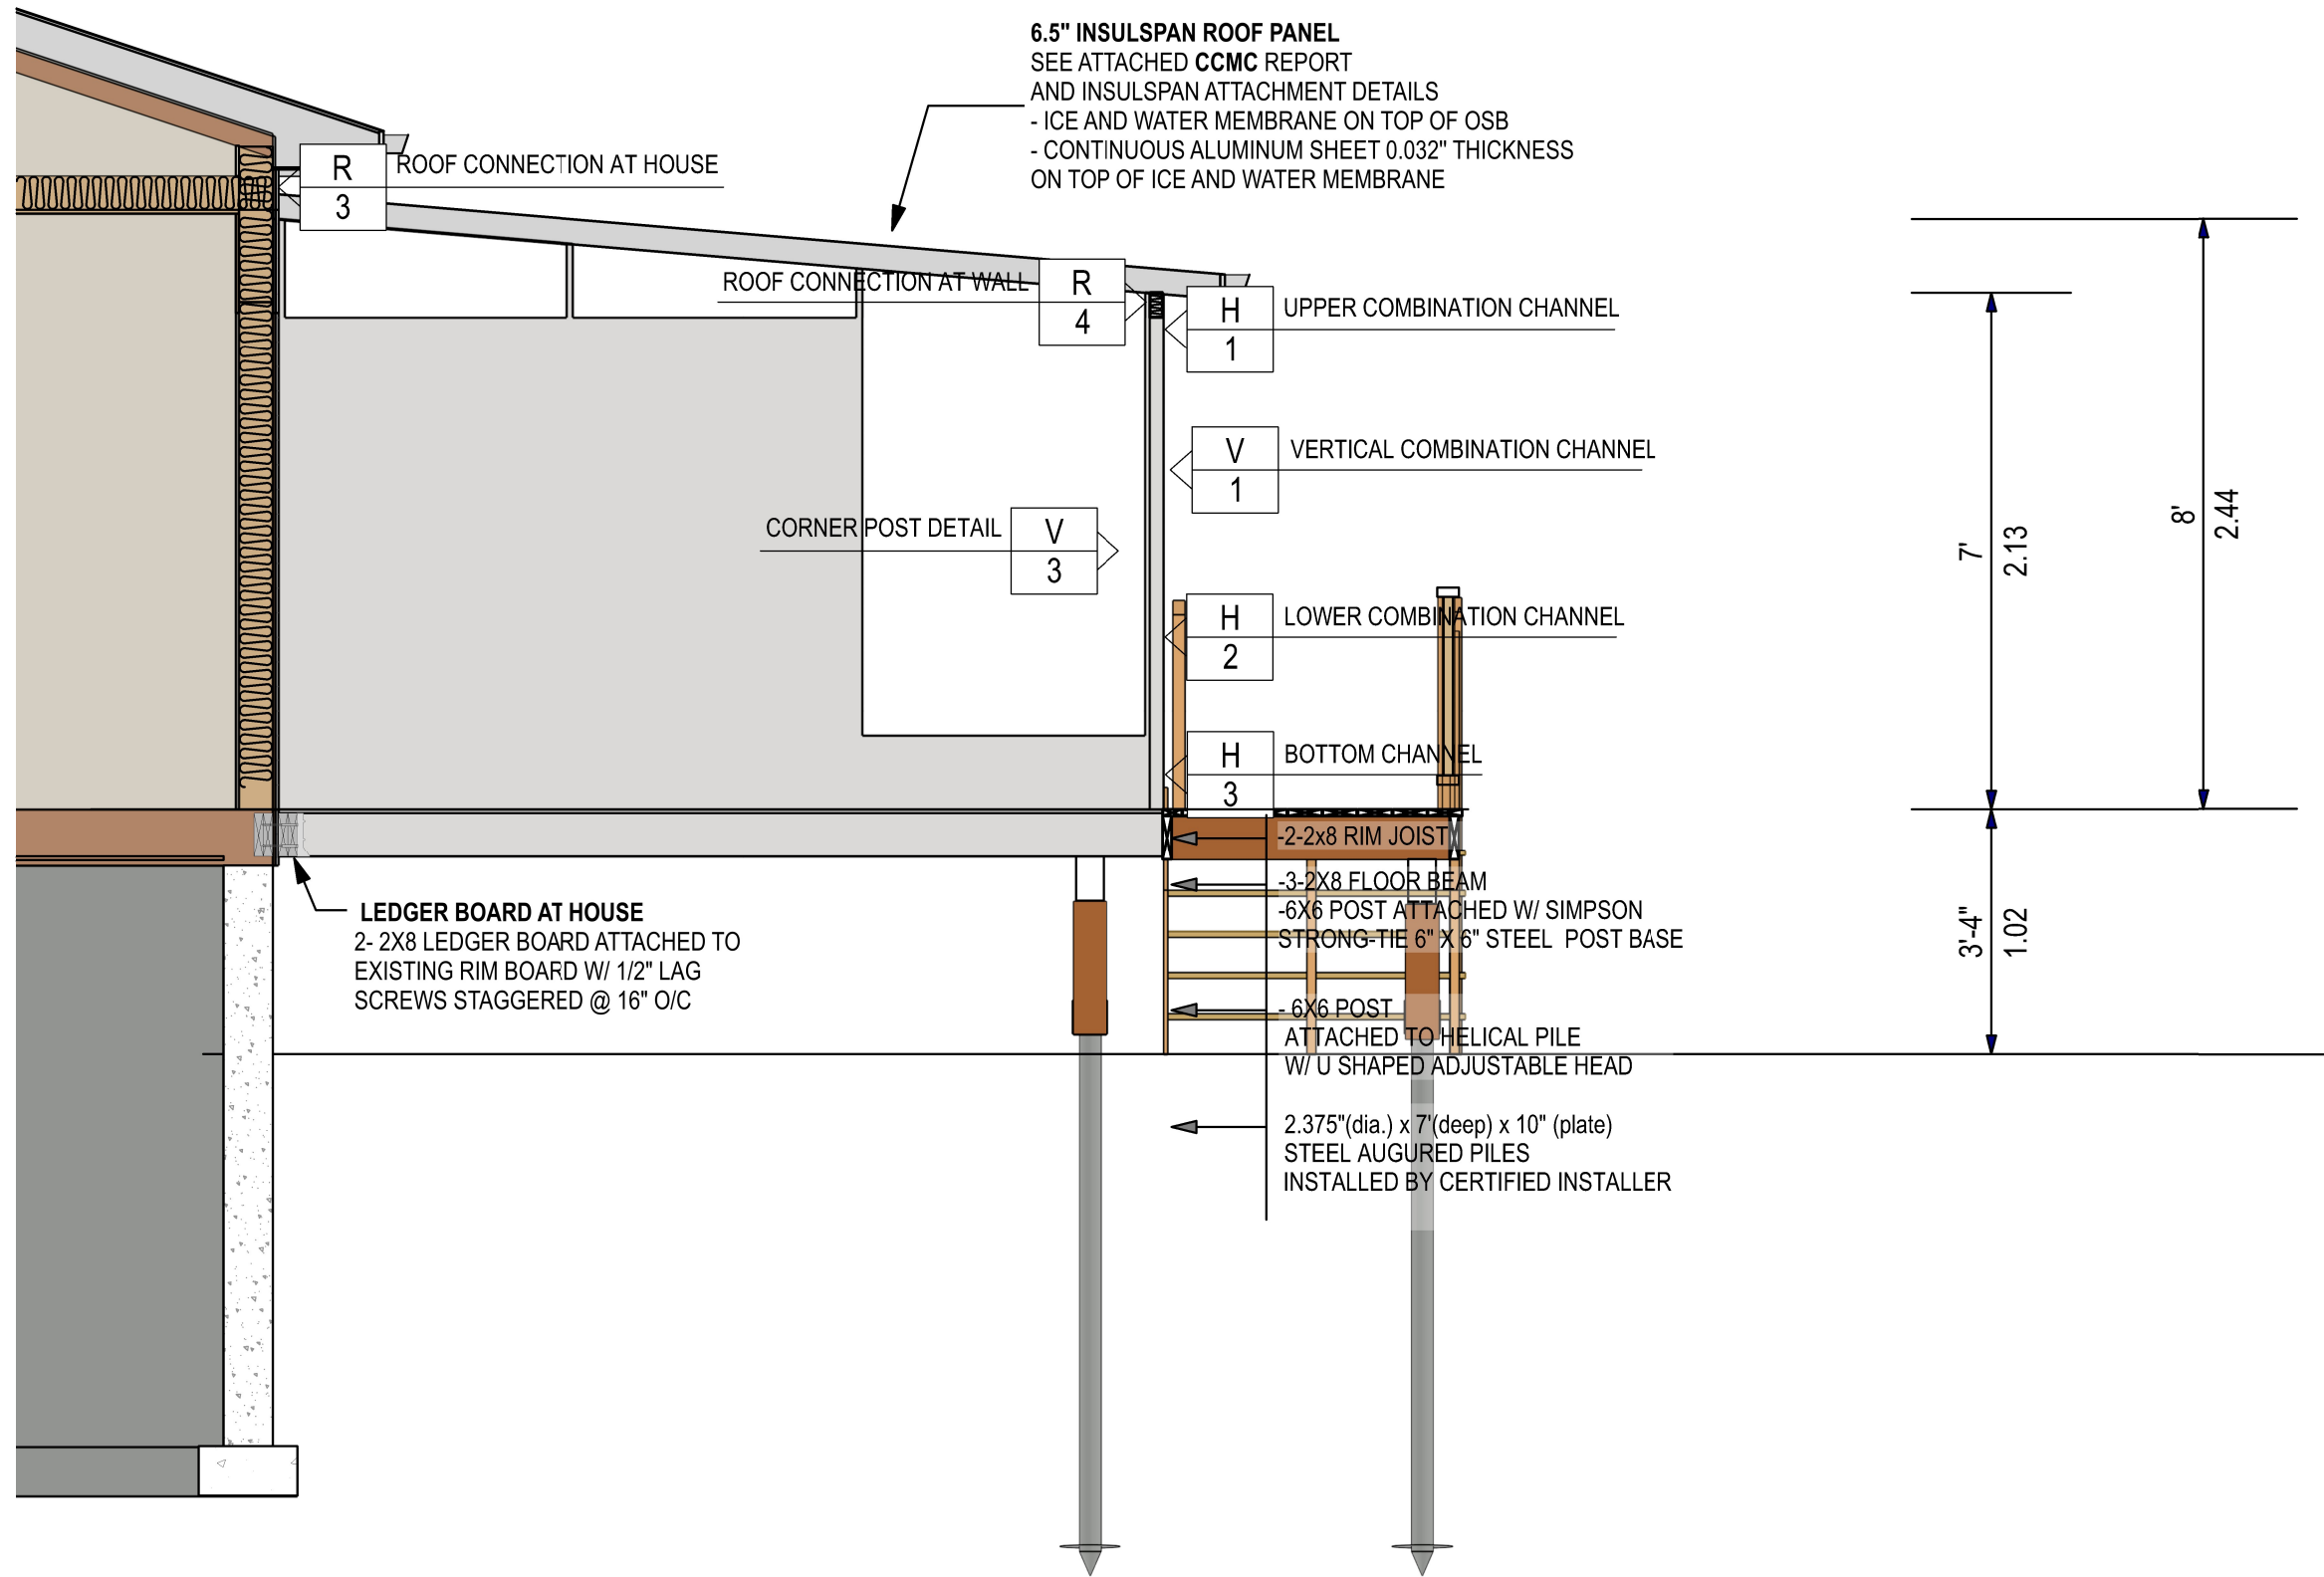 6.5" INSULSPAN ROOF PANEL
SEE ATTACHED CCMC REPORT
AND INSULSPAN ATTACHMENT DETAILS
- ICE AND WATER MEMBRANE ON TOP OF OSB
- CONTINUOUS ALUMINUM SHEET 0.032" THICKNESS
ON TOP OF ICE AND WATER MEMBRANE
R
3
ROOF CONNECTION AT HOUSE
ROOF CONNECTION AT WALL
R
4
H
1
UPPER COMBINATION CHANNEL
V
1
VERTICAL COMBINATION CHANNEL
CORNER POST DETAIL
V
3
H
2
LOWER COMBINATION CHANNEL
H
3
BOTTOM CHANNEL
7'
2.13
8'
2.44
3'-4"
1.02
-2-2x8 RIM JOIST
-3-2X8 FLOOR BEAM
-6X6 POST ATTACHED W/ SIMPSON
STRONG-TIE 6" X 6" STEEL POST BASE
- 6X6 POST
ATTACHED TO HELICAL PILE
W/ U SHAPED ADJUSTABLE HEAD
2.375"(dia.) x 7'(deep) x 10" (plate)
STEEL AUGURED PILES
INSTALLED BY CERTIFIED INSTALLER
LEDGER BOARD AT HOUSE
2- 2X8 LEDGER BOARD ATTACHED TO
EXISTING RIM BOARD W/ 1/2" LAG
SCREWS STAGGERED @ 16" O/C